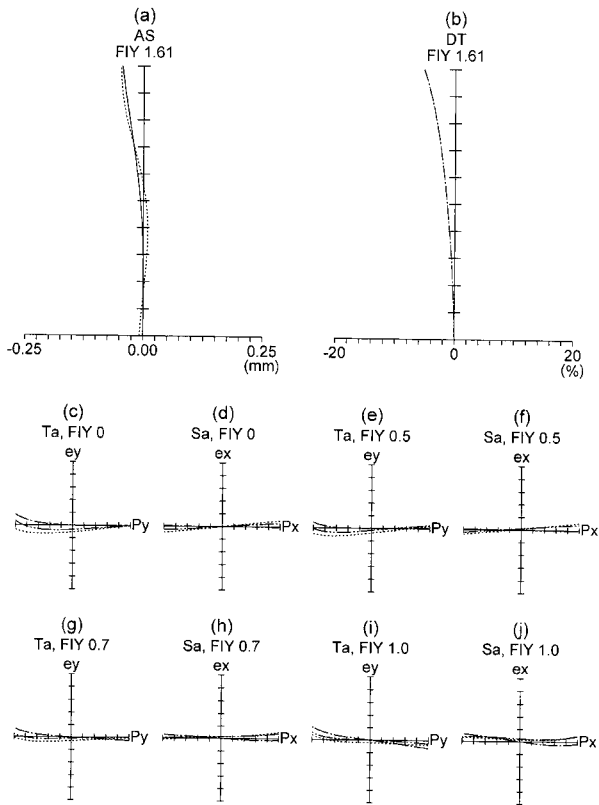 (a)
AS
FIY 1.61
-0.25
0.00
0.25
(mm)
(b)
DT
FIY 1.61
-20
0
20
(%)
(c)
Ta, FIY 0
ey
Py
(d)
Sa, FIY 0
ex
Px
(e)
Ta, FIY 0.5
ey
Py
(f)
Sa, FIY 0.5
ex
Px
(g)
Ta, FIY 0.7
ey
Py
(h)
Sa, FIY 0.7
ex
Px
(i)
Ta, FIY 1.0
ey
Py
(j)
Sa, FIY 1.0
ex
Px